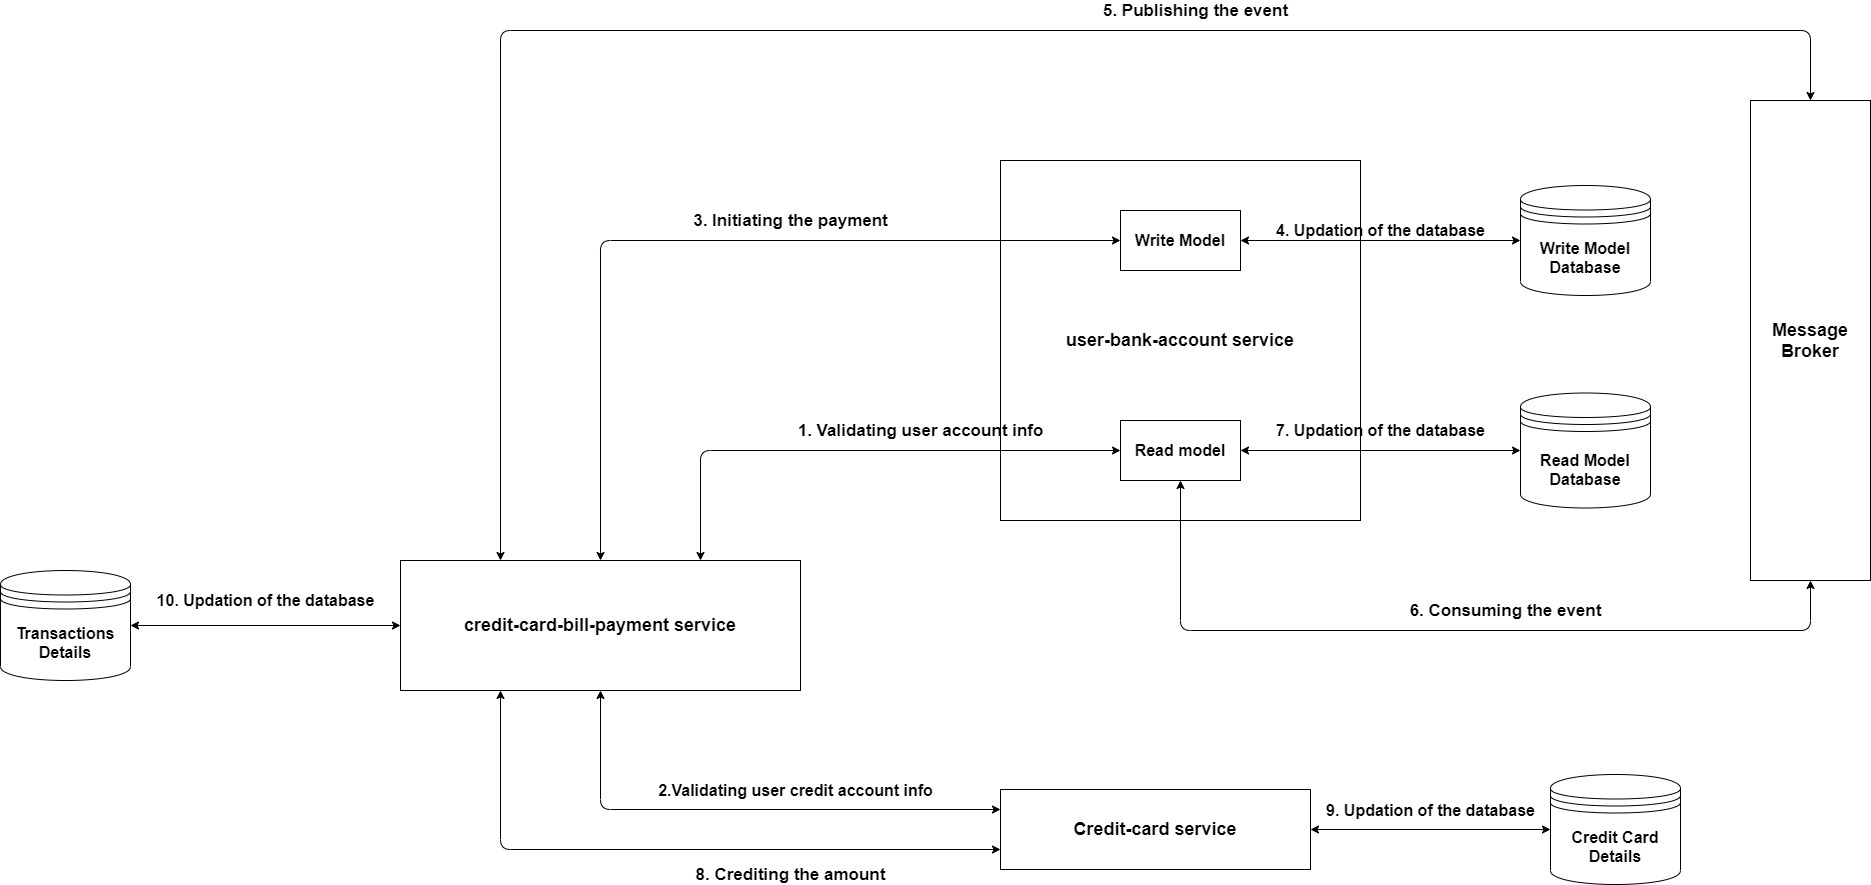 5. Publishing the event
3. Initiating the payment
Write Model
4. Updation of the database
Write Model
Database
user-bank-account service
Message
Broker
1. Validating user account info
Read model
7. Updation of the database
Read Model
Database
10. Updation of the database
Transactions
Details
credit-card-bill-payment service
6. Consuming the event
2.Validating user credit account info
Credit-card service
9. Updation of the database
Credit Card
Details
8. Crediting the amount